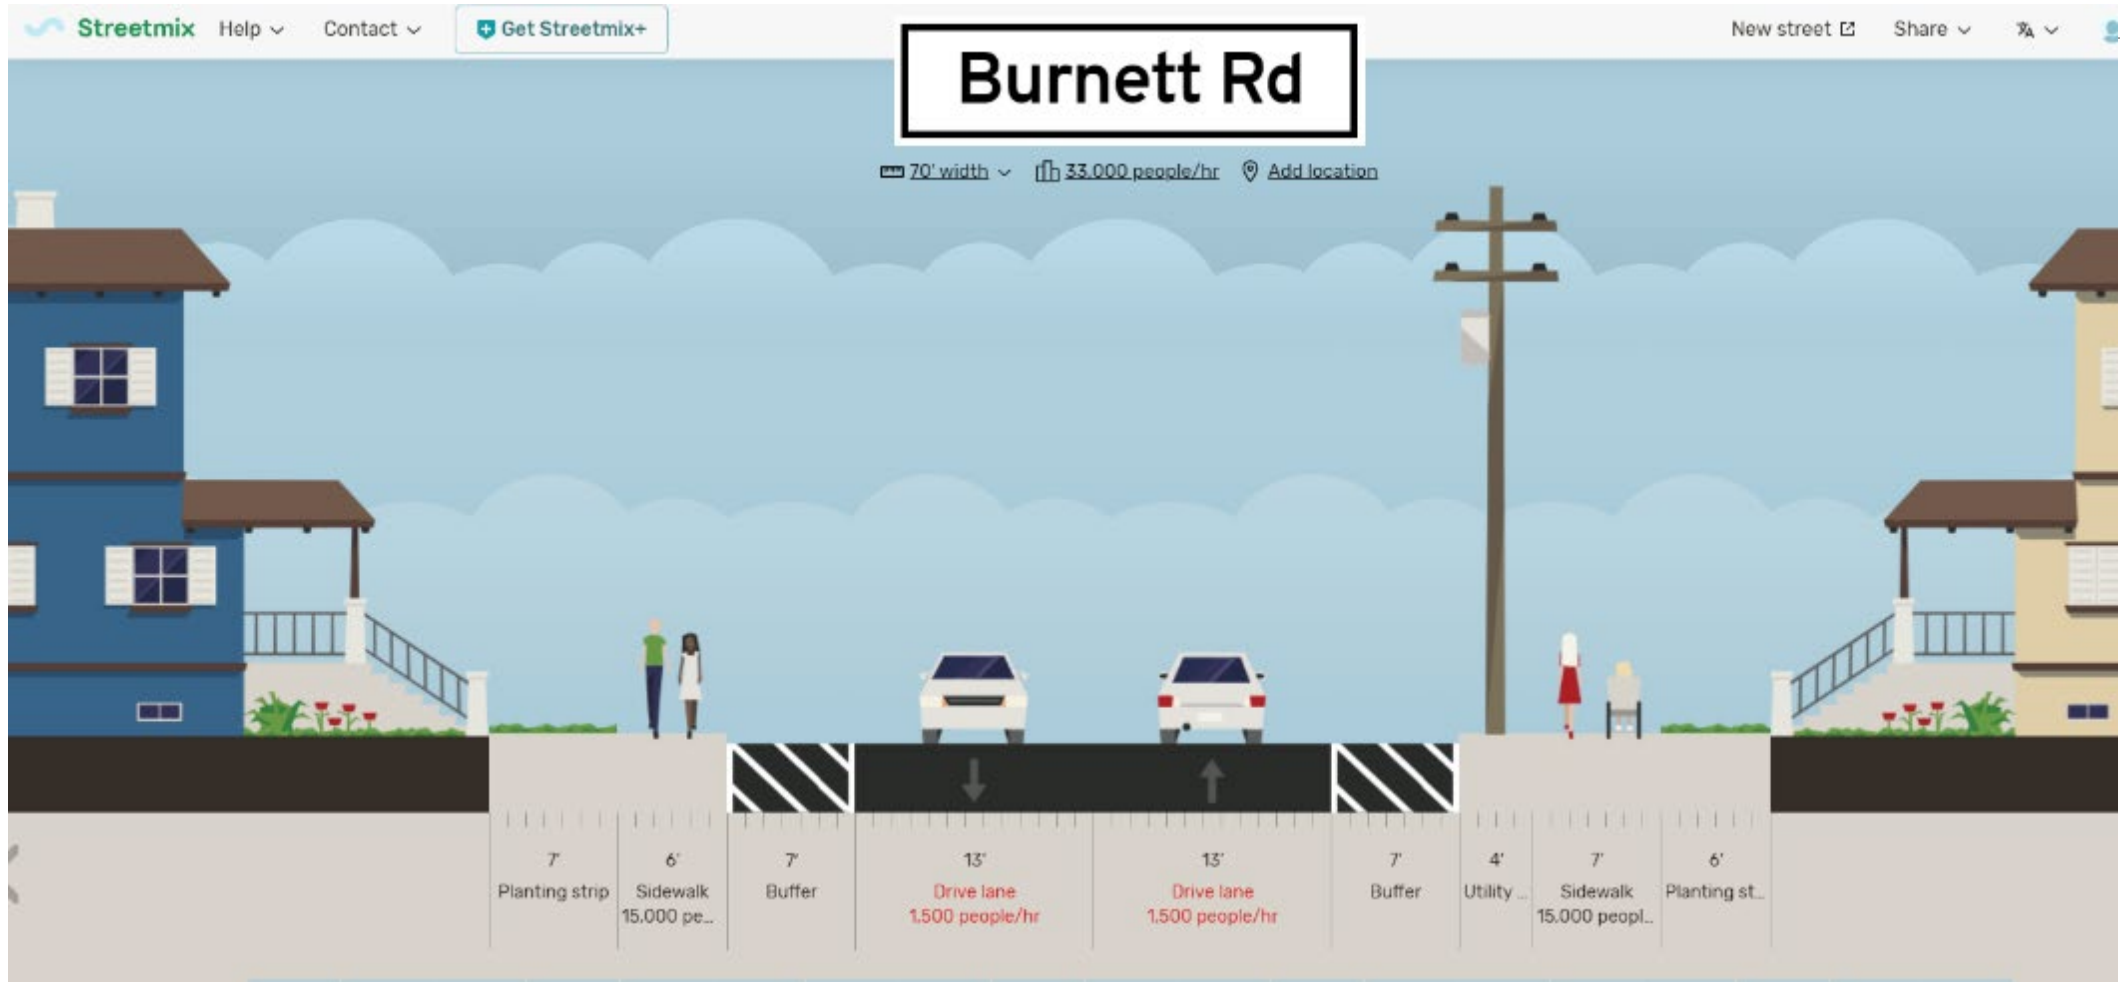 Streetmix Help Contact Get Streetmix+ New street Share
Burnett Rd
70' width 33,000 people/hr Add location
7' 6' 7' 13' 13' 7' 4' 7' 6'
Planting strip Sidewalk Buffer Drive lane Drive lane Buffer Utility ... Sidewalk Planting st...
15,000 pe... 1,500 people/hr 1,500 people/hr 15,000 peopl...